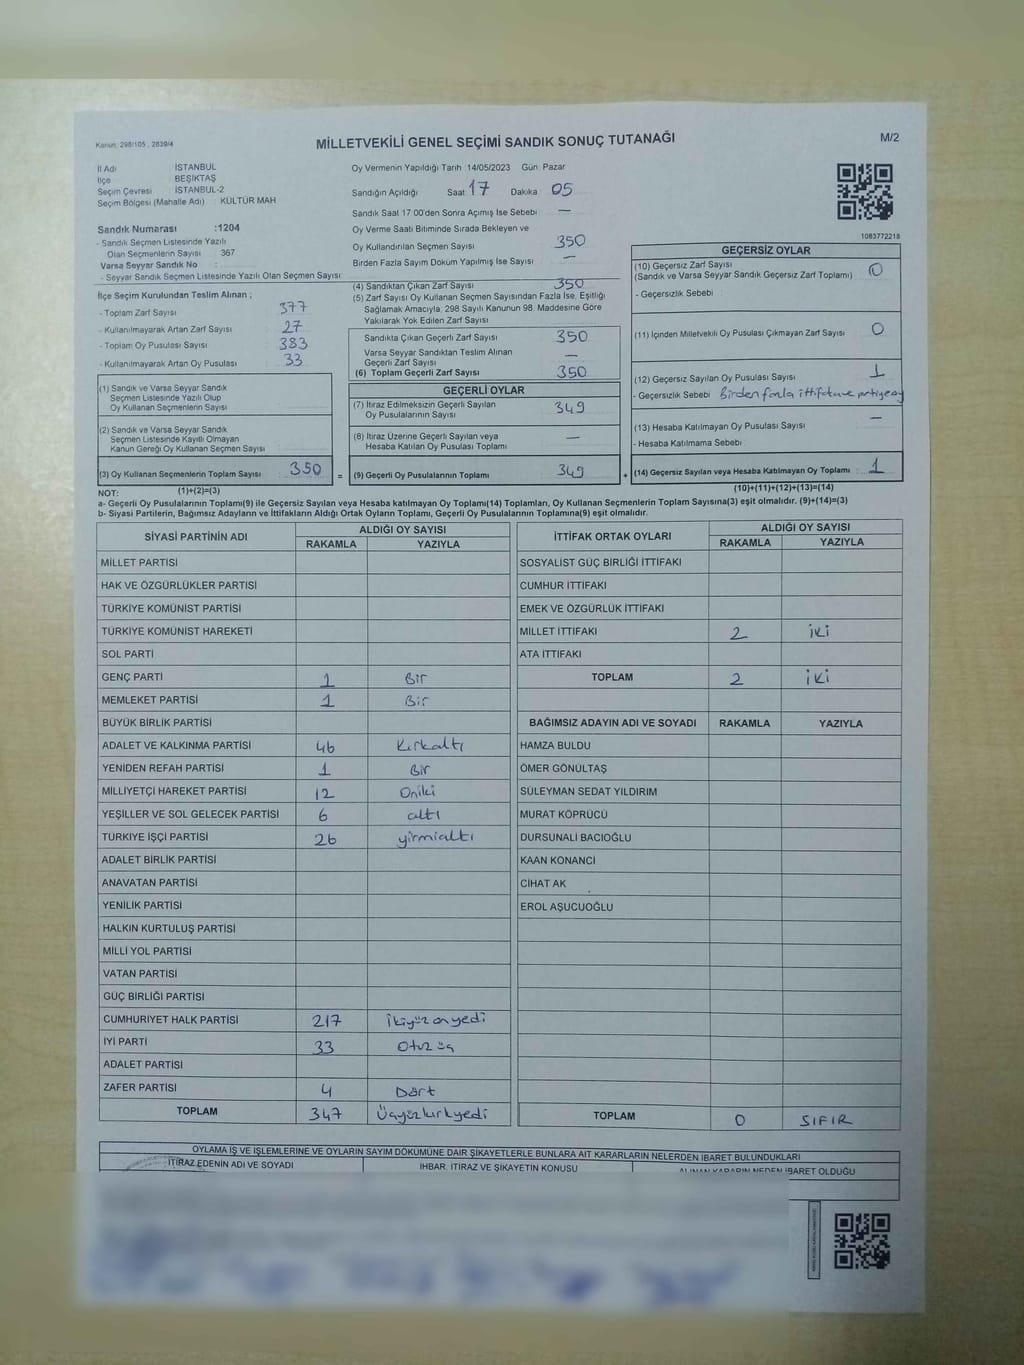 Kanun: 298/105 , 2839/4
MİLLETVEKİLİ GENEL SEÇİMİ SANDIK SONUÇ TUTANAĞI
M/2
İl Adı İSTANBUL
İlçe BEŞİKTAŞ
Seçim Çevresi İSTANBUL-2
Seçim Bölgesi (Mahalle Adı) : KÜLTÜR MAH
Sandık Numarası :1204
- Sandık Seçmen Listesinde Yazılı
Olan Seçmenlerin Sayısı : 367
Varsa Seyyar Sandık No :
- Seyyar Sandık Seçmen Listesinde Yazılı Olan Seçmen Sayısı:
Oy Vermenin Yapıldığı Tarih :14/05/2023 Gün: Pazar
Sandığın Açıldığı Saat 17 Dakika 05
Sandık Saat 17:00'den Sonra Açımış İse Sebebi : —
Oy Verme Saati Bitiminde Sırada Bekleyen ve
Oy Kullandırılan Seçmen Sayısı 350
Birden Fazla Sayım Döküm Yapılmış İse Sayısı : —
1083772218
İlçe Seçim Kurulundan Teslim Alınan ;
- Toplam Zarf Sayısı 377
- Kullanılmayarak Artan Zarf Sayısı 27
- Toplam Oy Pusulası Sayısı 383
- Kullanılmayarak Artan Oy Pusulası 33
(4) Sandıktan Çıkan Zarf Sayısı 350
(5) Zarf Sayısı Oy Kullanan Seçmen Sayısından Fazla İse, Eşitliği
Sağlamak Amacıyla, 298 Sayılı Kanunun 98. Maddesine Göre
Yakılarak Yok Edilen Zarf Sayısı
Sandıkta Çıkan Geçerli Zarf Sayısı 350
Varsa Seyyar Sandıktan Teslim Alınan
Geçerli Zarf Sayısı —
(6) Toplam Geçerli Zarf Sayısı 350
GEÇERSİZ OYLAR
(10) Geçersiz Zarf Sayısı
(Sandık ve Varsa Seyyar Sandık Geçersiz Zarf Toplamı) 0
- Geçersizlik Sebebi
(11) İçinden Milletvekili Oy Pusulası Çıkmayan Zarf Sayısı 0
(12) Geçersiz Sayılan Oy Pusulası Sayısı 1
- Geçersizlik Sebebi Birden fazla ittifak ve partiye oy
(13) Hesaba Katılmayan Oy Pusulası Sayısı —
- Hesaba Katılmama Sebebi
(14) Geçersiz Sayılan veya Hesaba Katılmayan Oy Toplamı 1
(10)+(11)+(12)+(13)=(14)
(1) Sandık ve Varsa Seyyar Sandık
Seçmen Listesinde Yazılı Olup
Oy Kullanan Seçmenlerin Sayısı
(2) Sandık ve Varsa Seyyar Sandık
Seçmen Listesinde Kayıtlı Olmayan
Kanun Gereği Oy Kullanan Seçmen Sayısı
(3) Oy Kullanan Seçmenlerin Toplam Sayısı 350 =
(1)+(2)=(3)
GEÇERLİ OYLAR
(7) İtiraz Edilmeksizin Geçerli Sayılan
Oy Pusulalarının Sayısı 349
(8) İtiraz Üzerine Geçerli Sayılan veya
Hesaba Katılan Oy Pusulası Toplamı —
(9) Geçerli Oy Pusulalarının Toplamı 349 +
NOT:
a- Geçerli Oy Pusulalarının Toplamı(9) ile Geçersiz Sayılan veya Hesaba katılmayan Oy Toplamı(14) Toplamları, Oy Kullanan Seçmenlerin Toplam Sayısına(3) eşit olmalıdır. (9)+(14)=(3)
b- Siyasi Partilerin, Bağımsız Adayların ve İttifakların Aldığı Ortak Oyların Toplamı, Geçerli Oy Pusulalarının Toplamına(9) eşit olmalıdır.
SİYASİ PARTİNİN ADI ALDIĞI OY SAYISI
RAKAMLA YAZIYLA
MİLLET PARTİSİ
HAK VE ÖZGÜRLÜKLER PARTİSİ
TÜRKİYE KOMÜNİST PARTİSİ
TÜRKİYE KOMÜNİST HAREKETİ
SOL PARTİ
GENÇ PARTİ 1 Bir
MEMLEKET PARTİSİ 1 Bir
BÜYÜK BİRLİK PARTİSİ
ADALET VE KALKINMA PARTİSİ 46 Kırkaltı
YENİDEN REFAH PARTİSİ 1 Bir
MİLLİYETÇİ HAREKET PARTİSİ 12 Oniki
YEŞİLLER VE SOL GELECEK PARTİSİ 6 altı
TÜRKİYE İŞÇİ PARTİSİ 26 yirmialtı
ADALET BİRLİK PARTİSİ
ANAVATAN PARTİSİ
YENİLİK PARTİSİ
HALKIN KURTULUŞ PARTİSİ
MİLLİ YOL PARTİSİ
VATAN PARTİSİ
GÜÇ BİRLİĞİ PARTİSİ
CUMHURİYET HALK PARTİSİ 217 İkiyüzonyedi
İYİ PARTİ 33 Otuzüç
ADALET PARTİSİ
ZAFER PARTİSİ 4 Dört
TOPLAM 347 Üçyüzkırkyedi
İTTİFAK ORTAK OYLARI ALDIĞI OY SAYISI
RAKAMLA YAZIYLA
SOSYALİST GÜÇ BİRLİĞİ İTTİFAKI
CUMHUR İTTİFAKI
EMEK VE ÖZGÜRLÜK İTTİFAKI
MİLLET İTTİFAKI 2 iki
ATA İTTİFAKI
TOPLAM 2 iki
BAĞIMSIZ ADAYIN ADI VE SOYADI RAKAMLA YAZIYLA
HAMZA BULDU
ÖMER GÖNÜLTAŞ
SÜLEYMAN SEDAT YILDIRIM
MURAT KÖPRÜCÜ
DURSUNALİ BACIOĞLU
KAAN KONANCİ
CİHAT AK
EROL AŞUCUOĞLU
TOPLAM 0 SIFIR
OYLAMA İŞ VE İŞLEMLERİNE VE OYLARIN SAYIM DÖKÜMÜNE DAİR ŞİKAYETLERLE BUNLARA AİT KARARLARIN NELERDEN İBARET BULUNDUKLARI
İTİRAZ EDENİN ADI VE SOYADI İHBAR, İTİRAZ VE ŞİKAYETİN KONUSU ALINAN KARARIN NEDEN İBARET OLDUĞU